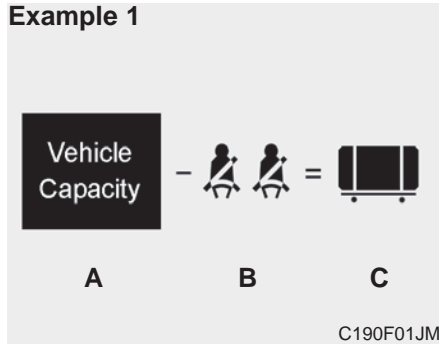 Example 1
Vehicle
Capacity
- =
A B C
C190F01JM